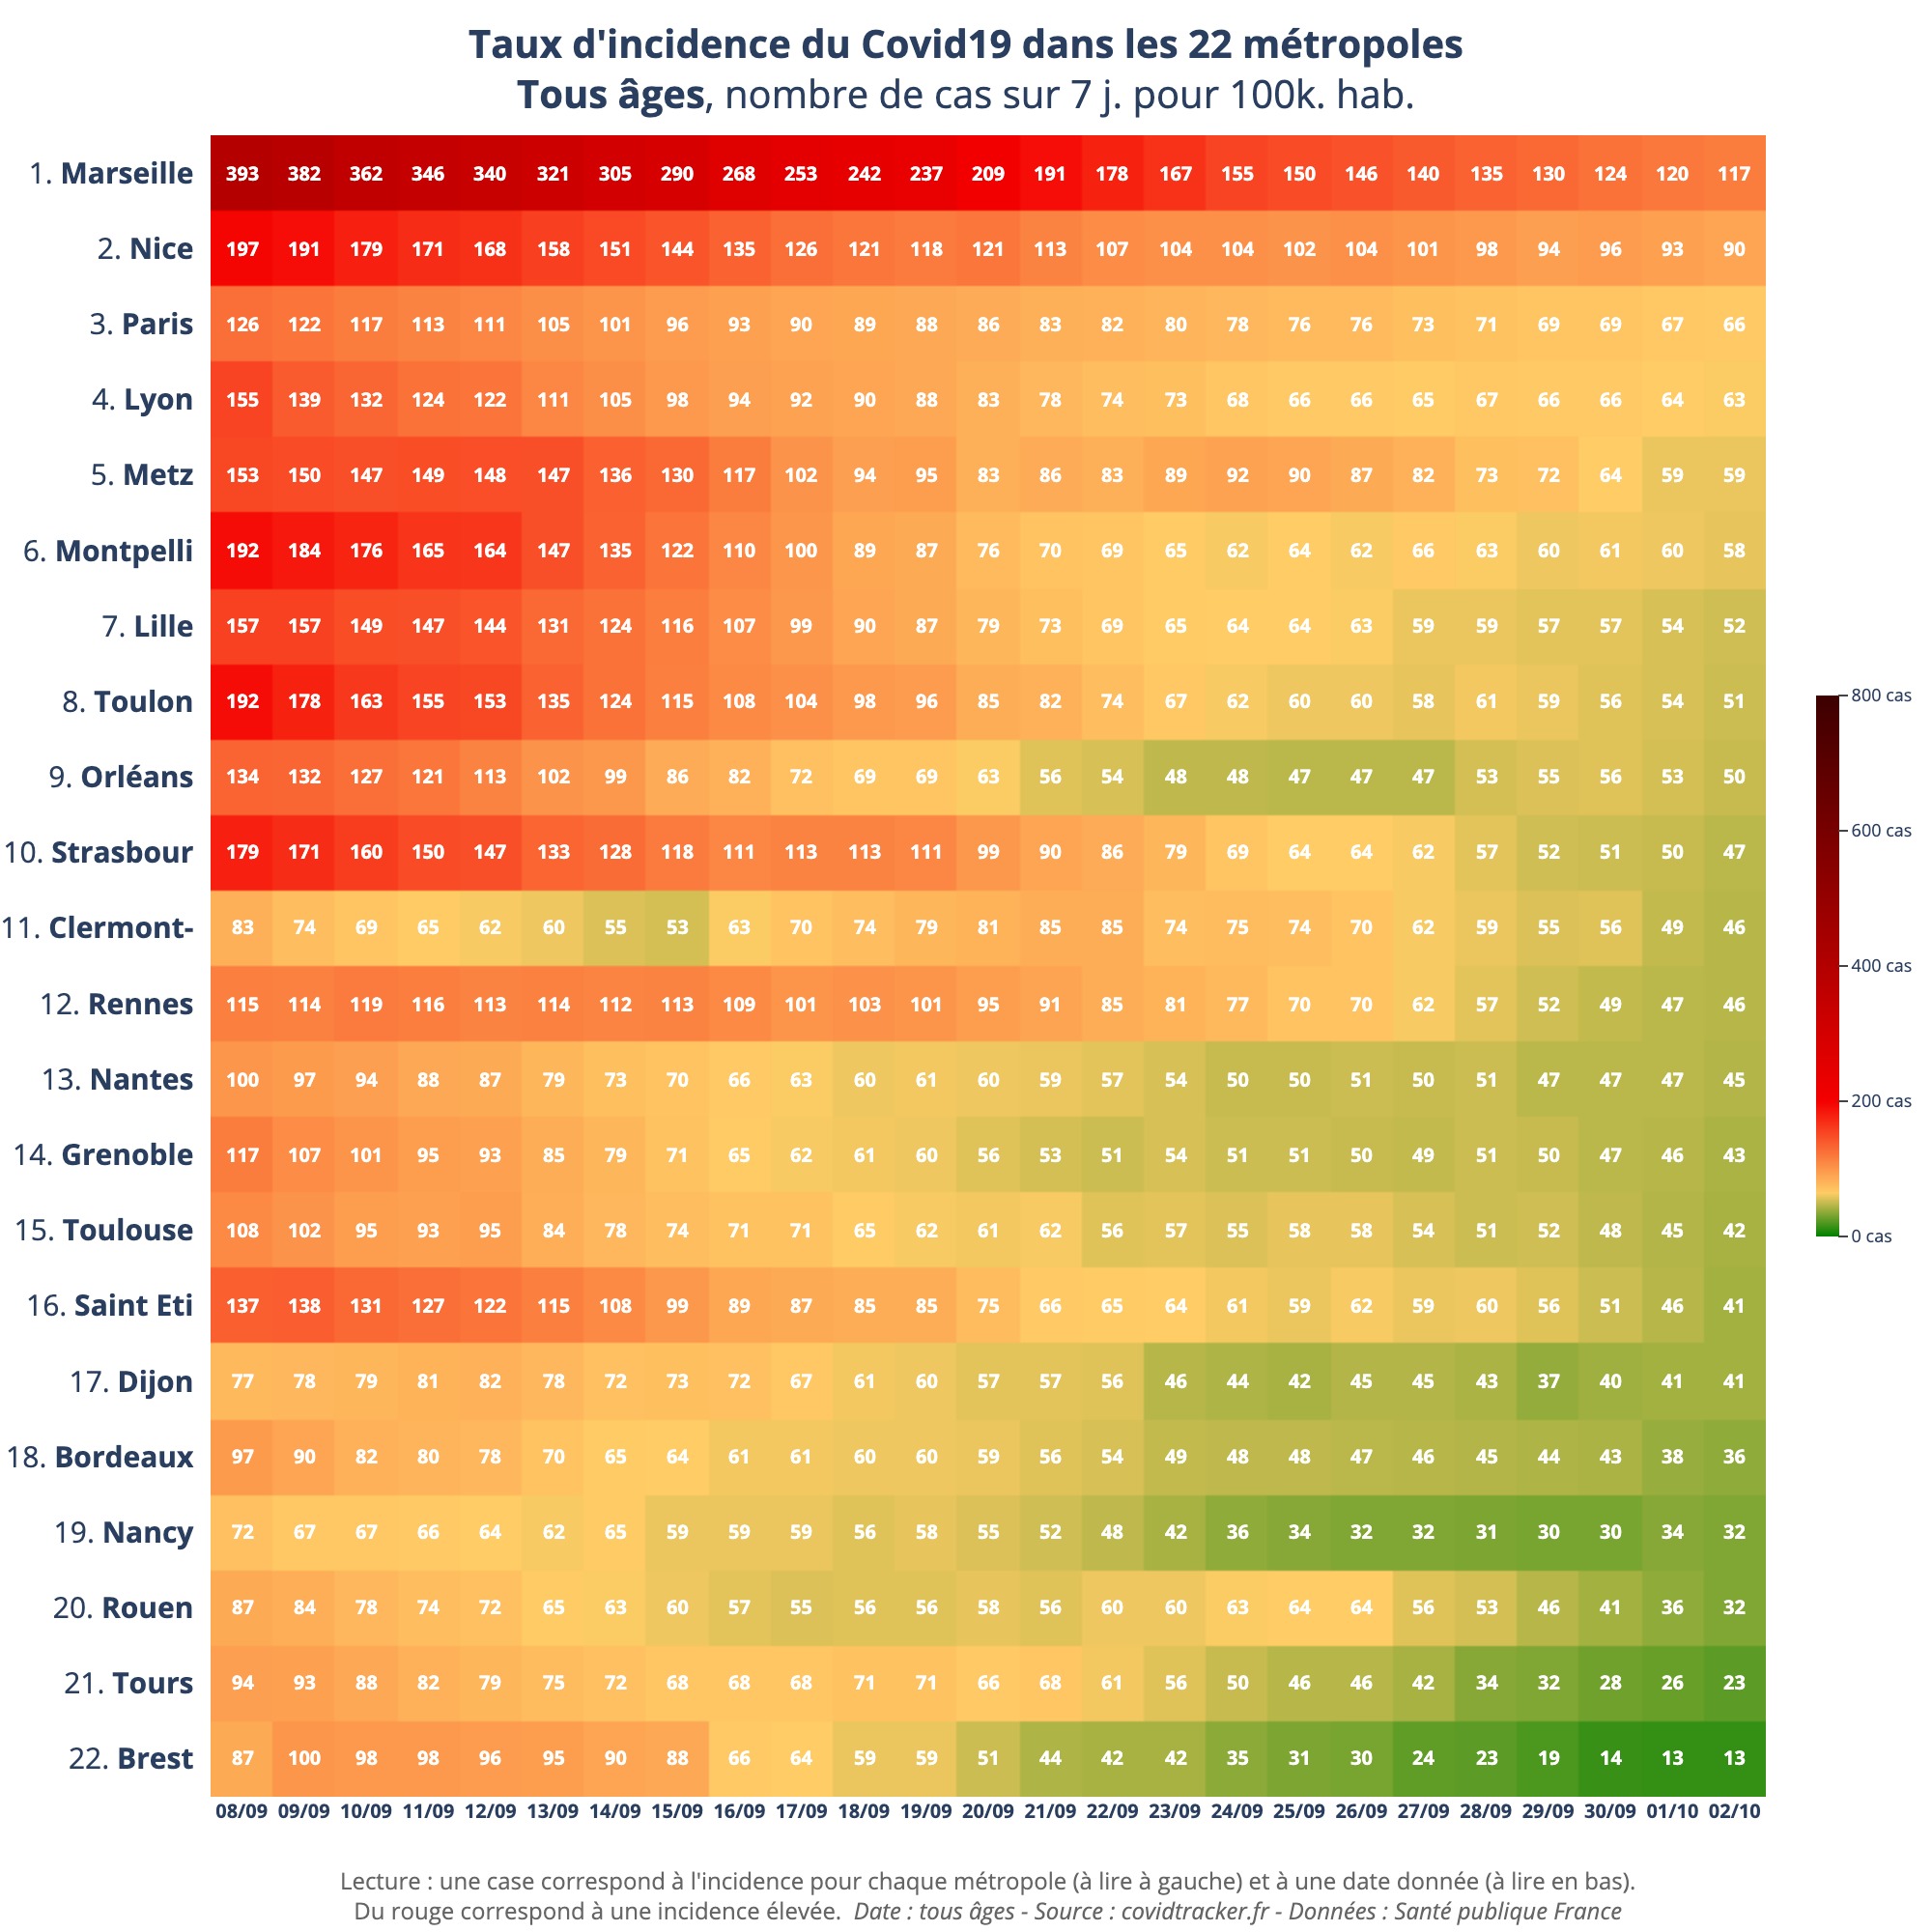 Taux d'incidence du Covid19 dans les 22 métropoles
Tous âges, nombre de cas sur 7 j. pour 100k. hab.
1. Marseille 393 382 362 346 340 321 305 290 268 253 242 237 209 191 178 167 155 150 146 140 135 130 124 120 117
2. Nice 197 191 179 171 168 158 151 144 135 126 121 118 121 113 107 104 104 102 104 101 98 94 96 93 90
3. Paris 126 122 117 113 111 105 101 96 93 90 89 88 86 83 82 80 78 76 76 73 71 69 69 67 66
4. Lyon 155 139 132 124 122 111 105 98 94 92 90 88 83 78 74 73 68 66 66 65 67 66 66 64 63
5. Metz 153 150 147 149 148 147 136 130 117 102 94 95 83 86 83 89 92 90 87 82 73 72 64 59 59
6. Montpelli 192 184 176 165 164 147 135 122 110 100 89 87 76 70 69 65 62 64 62 66 63 60 61 60 58
7. Lille 157 157 149 147 144 131 124 116 107 99 90 87 79 73 69 65 64 64 63 59 59 57 57 54 52
8. Toulon 192 178 163 155 153 135 124 115 108 104 98 96 85 82 74 67 62 60 60 58 61 59 56 54 51
9. Orléans 134 132 127 121 113 102 99 86 82 72 69 69 63 56 54 48 48 47 47 47 53 55 56 53 50
10. Strasbour 179 171 160 150 147 133 128 118 111 113 113 111 99 90 86 79 69 64 64 62 57 52 51 50 47
11. Clermont- 83 74 69 65 62 60 55 53 63 70 74 79 81 85 85 74 75 74 70 62 59 55 56 49 46
12. Rennes 115 114 119 116 113 114 112 113 109 101 103 101 95 91 85 81 77 70 70 62 57 52 49 47 46
13. Nantes 100 97 94 88 87 79 73 70 66 63 60 61 60 59 57 54 50 50 51 50 51 47 47 47 45
14. Grenoble 117 107 101 95 93 85 79 71 65 62 61 60 56 53 51 54 51 51 50 49 51 50 47 46 43
15. Toulouse 108 102 95 93 95 84 78 74 71 71 65 62 61 62 56 57 55 58 58 54 51 52 48 45 42
16. Saint Eti 137 138 131 127 122 115 108 99 89 87 85 85 75 66 65 64 61 59 62 59 60 56 51 46 41
17. Dijon 77 78 79 81 82 78 72 73 72 67 61 60 57 57 56 46 44 42 45 45 43 37 40 41 41
18. Bordeaux 97 90 82 80 78 70 65 64 61 61 60 60 59 56 54 49 48 48 47 46 45 44 43 38 36
19. Nancy 72 67 67 66 64 62 65 59 59 59 56 58 55 52 48 42 36 34 32 32 31 30 30 34 32
20. Rouen 87 84 78 74 72 65 63 60 57 55 56 56 58 56 60 60 63 64 64 56 53 46 41 36 32
21. Tours 94 93 88 82 79 75 72 68 68 68 71 71 66 68 61 56 50 46 46 42 34 32 28 26 23
22. Brest 87 100 98 98 96 95 90 88 66 64 59 59 51 44 42 42 35 31 30 24 23 19 14 13 13
08/09 09/09 10/09 11/09 12/09 13/09 14/09 15/09 16/09 17/09 18/09 19/09 20/09 21/09 22/09 23/09 24/09 25/09 26/09 27/09 28/09 29/09 30/09 01/10 02/10
800 cas
600 cas
400 cas
200 cas
0 cas
Lecture : une case correspond à l'incidence pour chaque métropole (à lire à gauche) et à une date donnée (à lire en bas).
Du rouge correspond à une incidence élevée. Date : tous âges - Source : covidtracker.fr - Données : Santé publique France